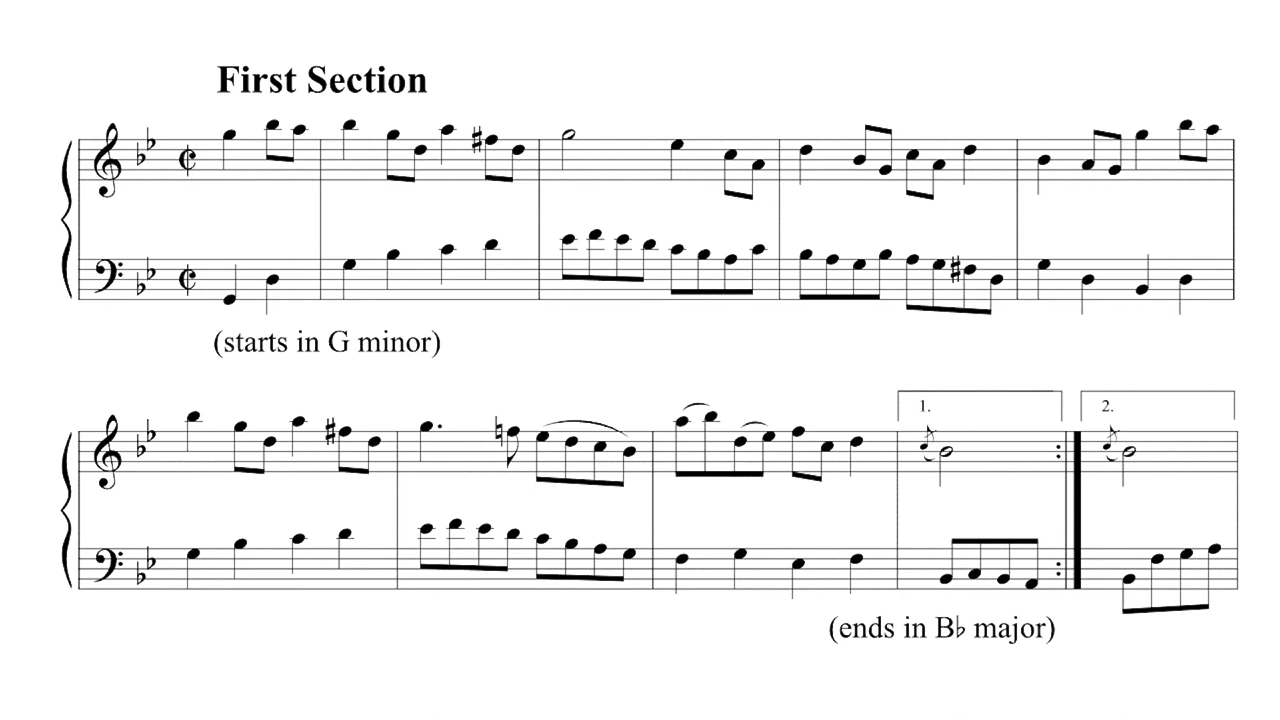 First Section
(starts in G minor)
1. 2.
(ends in B♭ major)